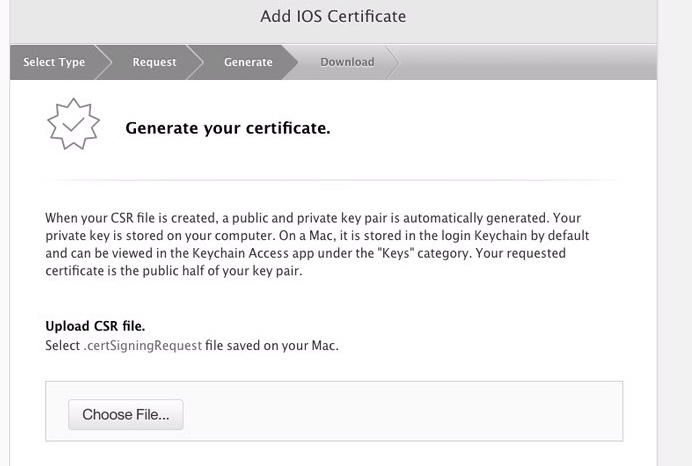 Add IOS Certificate
Select Type Request Generate Download
Generate your certificate.
When your CSR file is created, a public and private key pair is automatically generated. Your
private key is stored on your computer. On a Mac, it is stored in the login Keychain by default
and can be viewed in the Keychain Access app under the "Keys" category. Your requested
certificate is the public half of your key pair.
Upload CSR file.
Select .certSigningRequest file saved on your Mac.
Choose File...